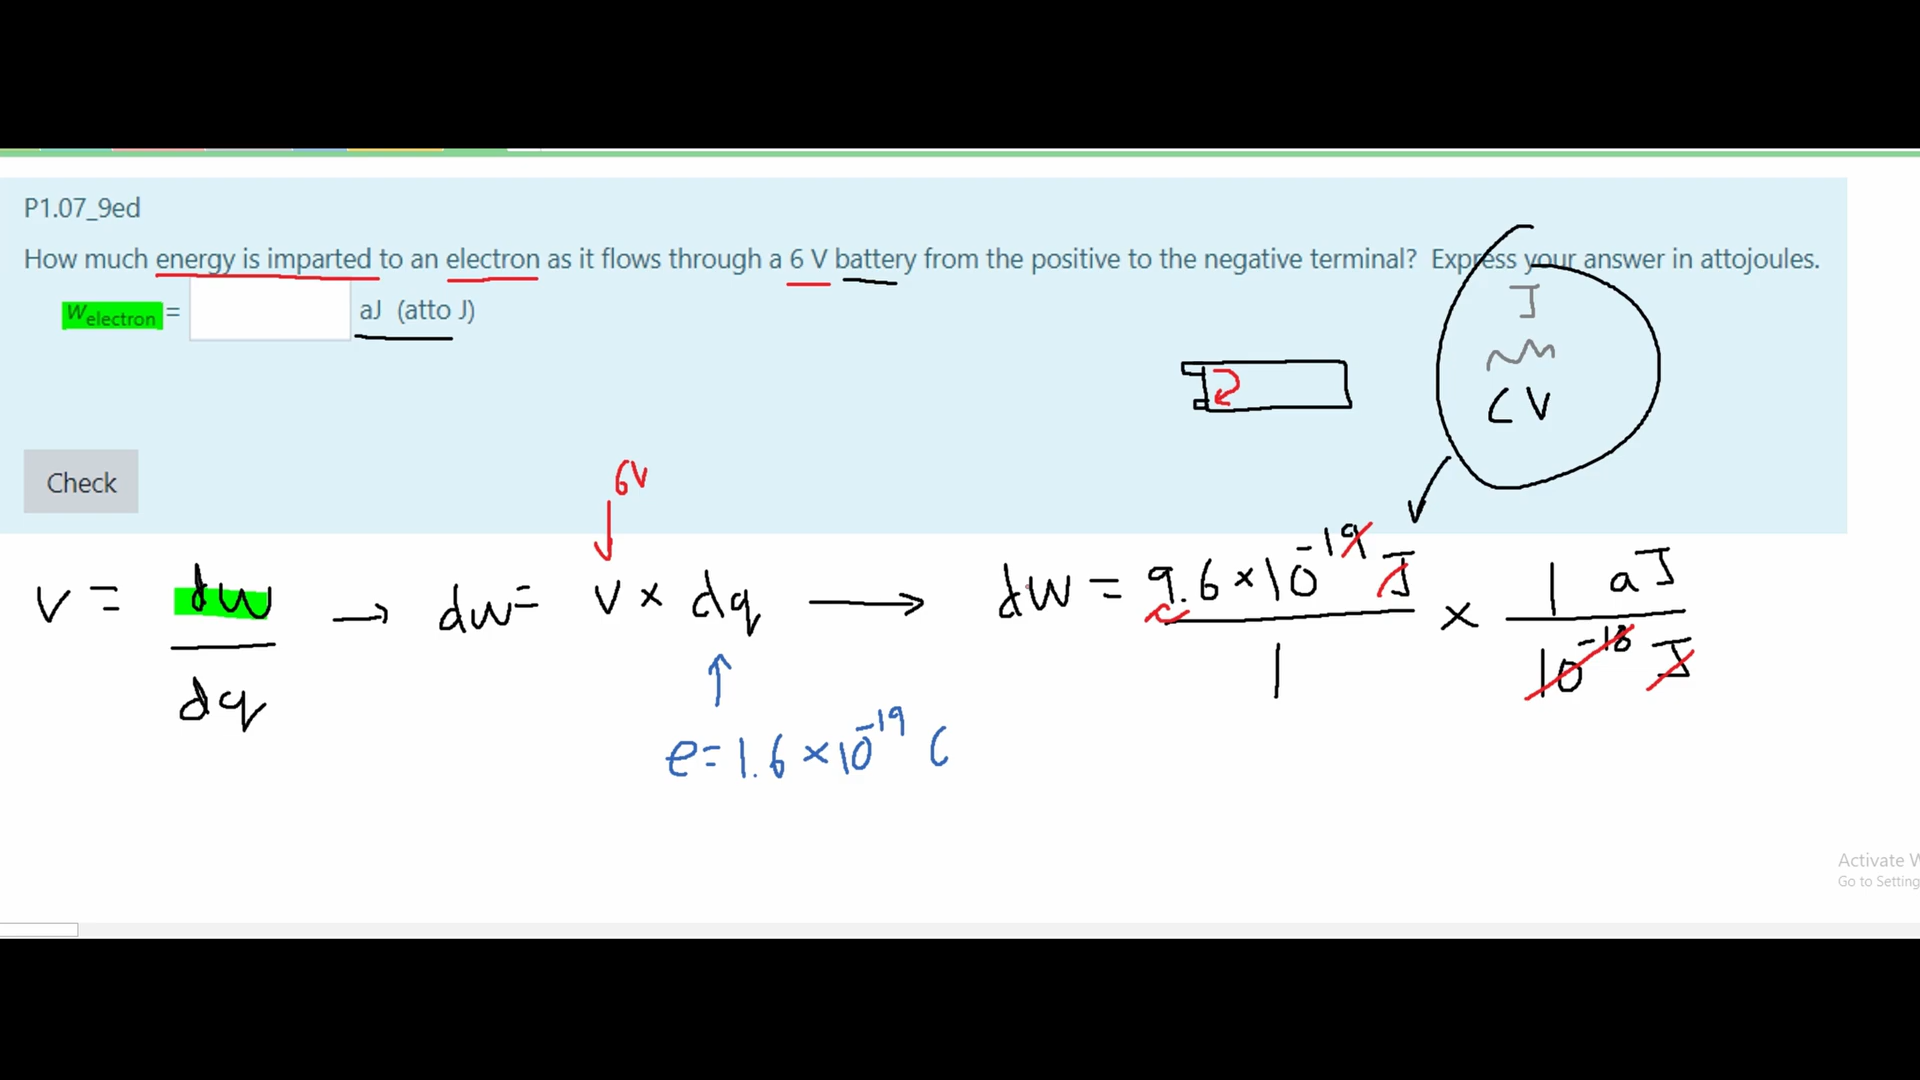 P1.07_9ed
How much energy is imparted to an electron as it flows through a 6 V battery from the positive to the negative terminal? Express your answer in attojoules.
w_electron = aJ (atto J)
J
CV
Check
6V
v = dw/dq → dw = v × dq → dw = 9.6 × 10^-19 J / 1 × 1 aJ / 10^-18 J
e = 1.6 × 10^-19 C
Activate W
Go to Setting